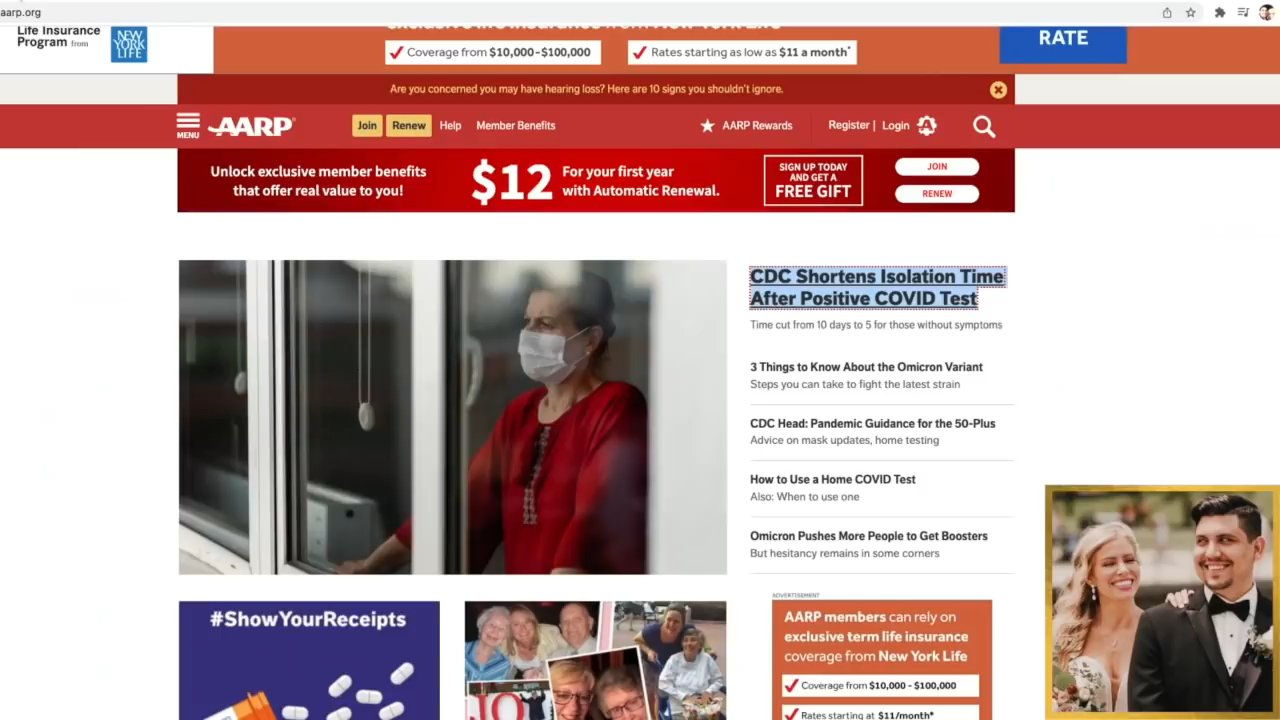 aarp.org
Life Insurance
Program from
NEW
YORK
LIFE
Coverage from $10,000-$100,000
Rates starting as low as $11 a month*
RATE
Are you concerned you may have hearing loss? Here are 10 signs you shouldn't ignore.
MENU
AARP
Join
Renew
Help
Member Benefits
AARP Rewards
Register |
Login
Unlock exclusive member benefits
that offer real value to you!
$12
For your first year
with Automatic Renewal.
SIGN UP TODAY
AND GET A
FREE GIFT
JOIN
RENEW
CDC Shortens Isolation Time
After Positive COVID Test
Time cut from 10 days to 5 for those without symptoms
3 Things to Know About the Omicron Variant
Steps you can take to fight the latest strain
CDC Head: Pandemic Guidance for the 50-Plus
Advice on mask updates, home testing
How to Use a Home COVID Test
Also: When to use one
Omicron Pushes More People to Get Boosters
But hesitancy remains in some corners
#ShowYourReceipts
JO
ADVERTISEMENT
AARP members can rely on
exclusive term life insurance
coverage from New York Life
Coverage from $10,000 - $100,000
Rates starting at $11/month*